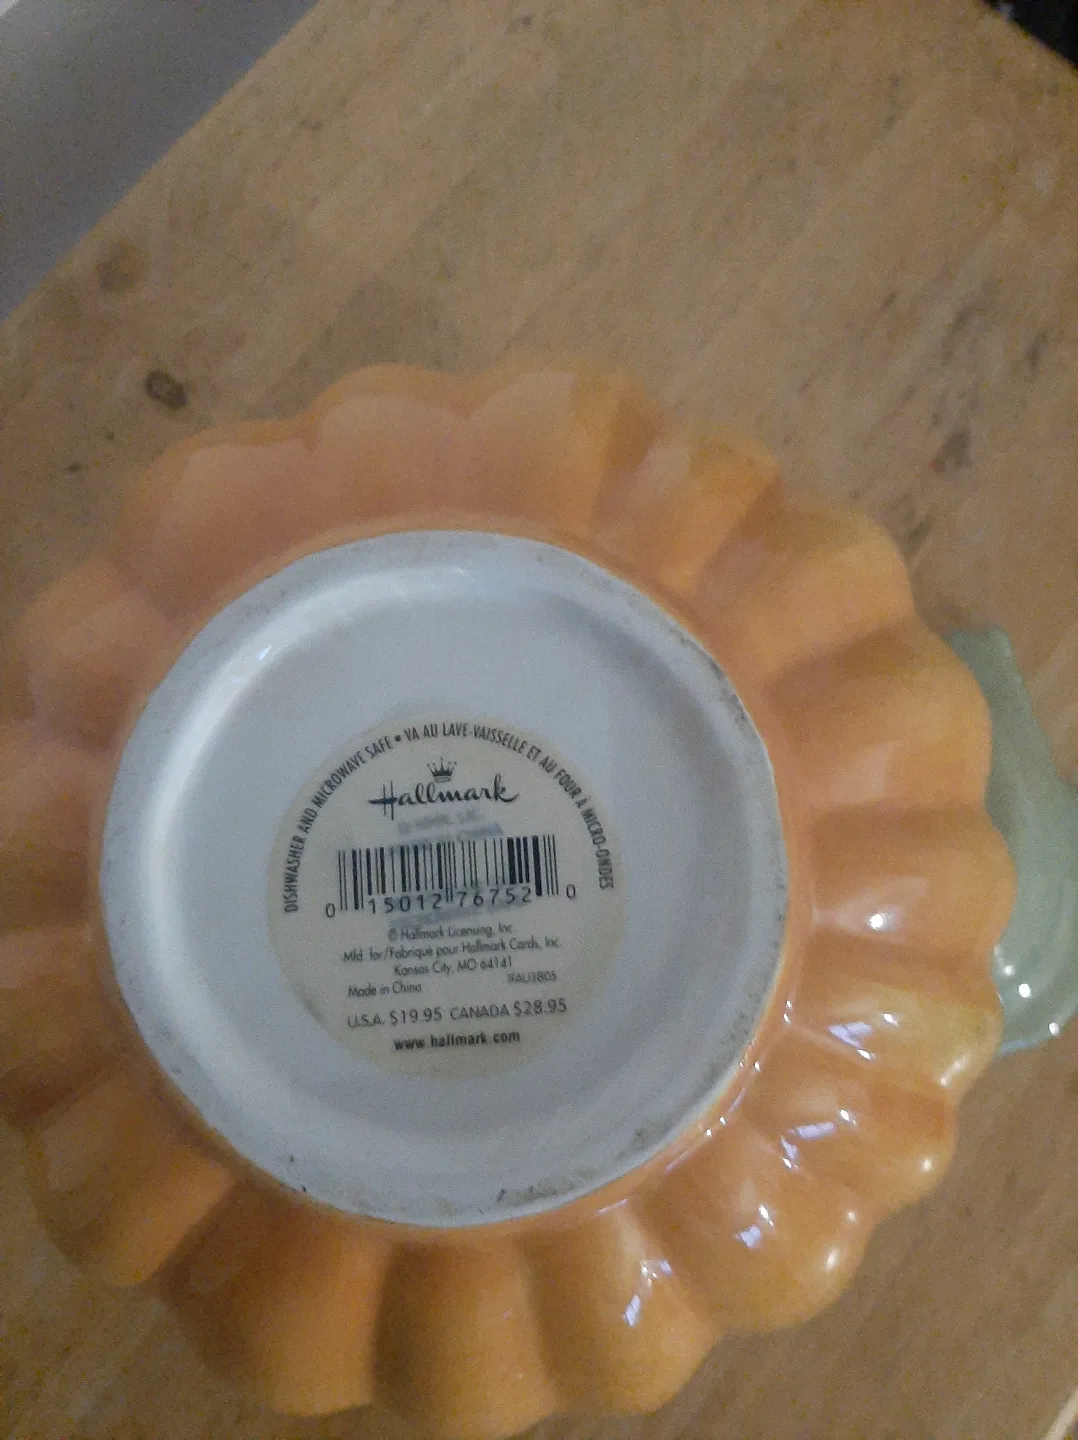 DISHWASHER AND MICROWAVE SAFE • VA AU LAVE-VAISSELLE ET AU FOUR À MICRO-ONDES
Hallmark
0 15012 76752 0
© Hallmark Licensing, Inc.
Mfd. for/Fabriqué pour Hallmark Cards, Inc.
Kansas City, MO 64141
Made in China 1FAU3805
U.S.A. $19.95 CANADA $28.95
www.hallmark.com